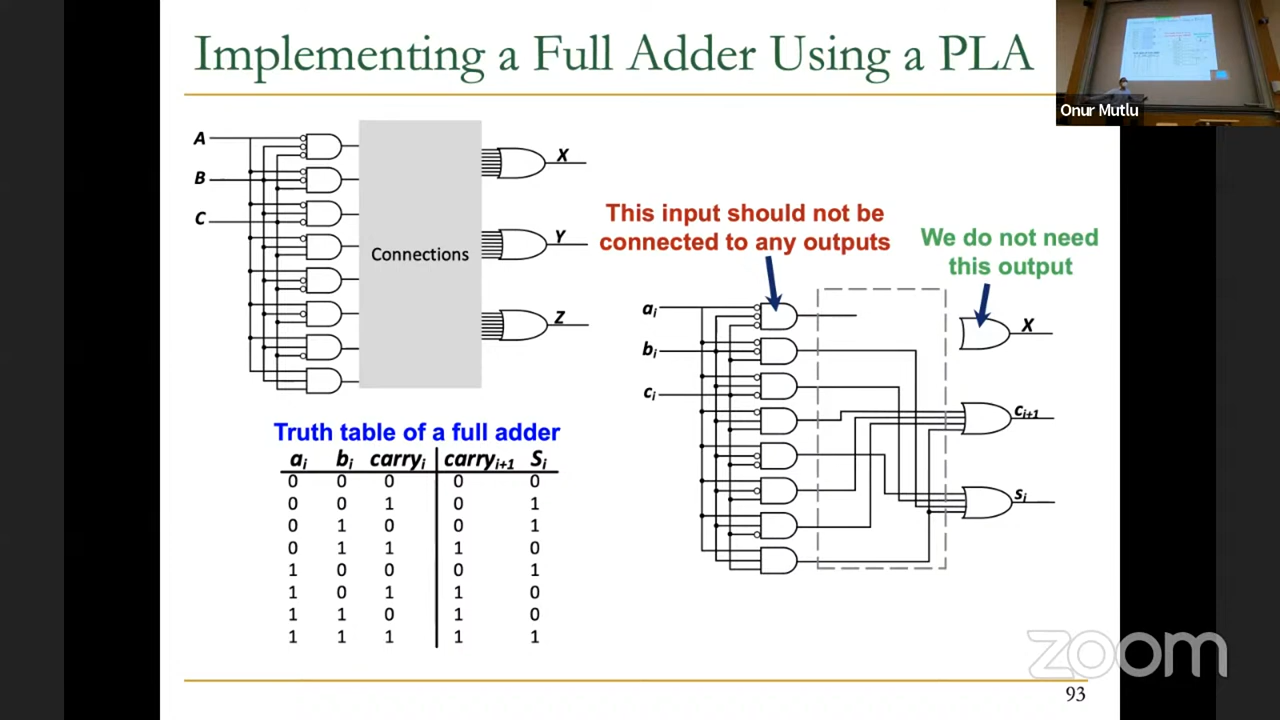 Implementing a Full Adder Using a PLA
Onur Mutlu
A
B
C
Connections
X
Y
Z
This input should not be
connected to any outputs
We do not need
this output
aᵢ
bᵢ
cᵢ
X
cᵢ₊₁
sᵢ
Truth table of a full adder
aᵢ bᵢ carryᵢ carryᵢ₊₁ Sᵢ
0 0 0 0 0
0 0 1 0 1
0 1 0 0 1
0 1 1 1 0
1 0 0 0 1
1 0 1 1 0
1 1 0 1 0
1 1 1 1 1
zoom
93